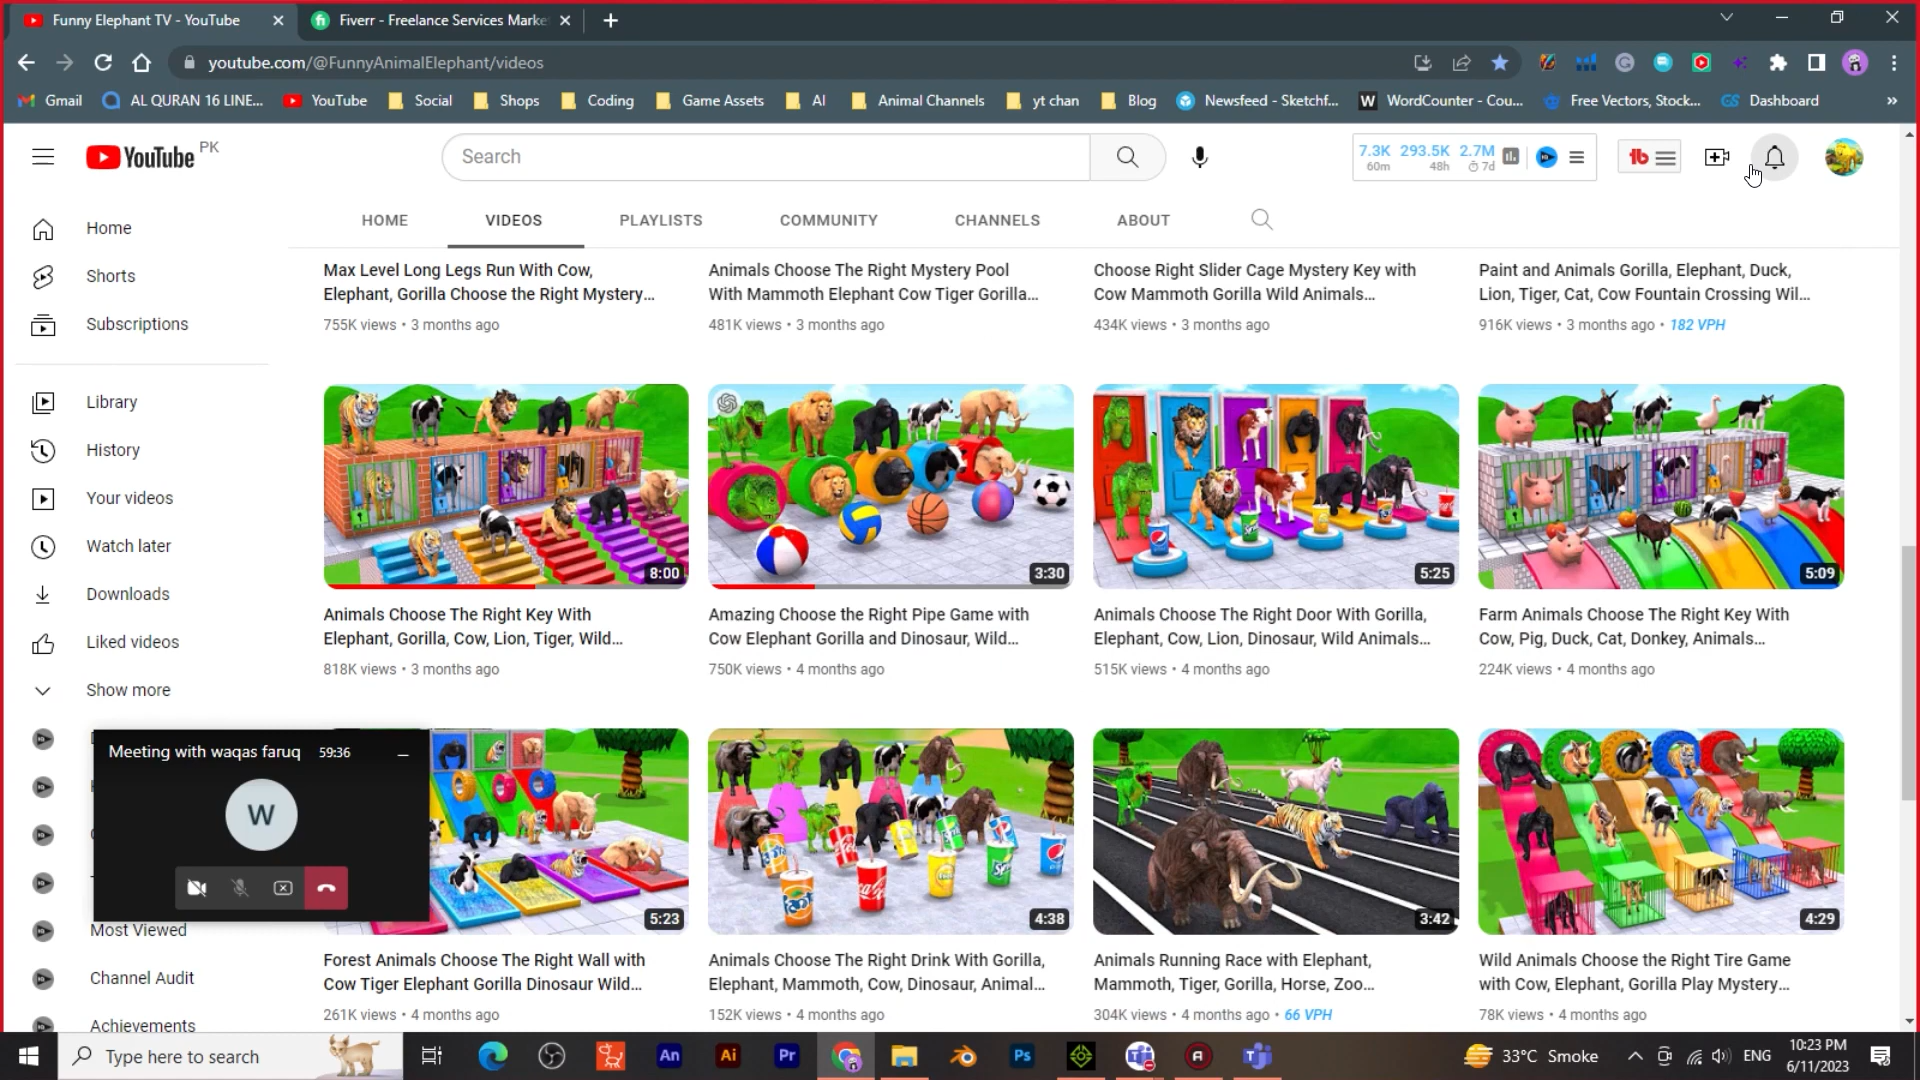 Funny Elephant TV - YouTube
Fiverr - Freelance Services Marke
youtube.com/@FunnyAnimalElephant/videos
Gmail
AL QURAN 16 LINE...
YouTube
Social
Shops
Coding
Game Assets
AI
Animal Channels
yt chan
Blog
Newsfeed - Sketchf...
WordCounter - Cou...
Free Vectors, Stock...
Dashboard
YouTube PK
Search
7.3K 293.5K 2.7M
60m 48h 7d
HOME
VIDEOS
PLAYLISTS
COMMUNITY
CHANNELS
ABOUT
Home
Shorts
Subscriptions
Library
History
Your videos
Watch later
Downloads
Liked videos
Show more
Most Viewed
Channel Audit
Achievements
Max Level Long Legs Run With Cow,
Elephant, Gorilla Choose the Right Mystery...
755K views • 3 months ago
Animals Choose The Right Mystery Pool
With Mammoth Elephant Cow Tiger Gorilla...
481K views • 3 months ago
Choose Right Slider Cage Mystery Key with
Cow Mammoth Gorilla Wild Animals...
434K views • 3 months ago
Paint and Animals Gorilla, Elephant, Duck,
Lion, Tiger, Cat, Cow Fountain Crossing Wil...
916K views • 3 months ago • 182 VPH
8:00
Animals Choose The Right Key With
Elephant, Gorilla, Cow, Lion, Tiger, Wild...
818K views • 3 months ago
3:30
Amazing Choose the Right Pipe Game with
Cow Elephant Gorilla and Dinosaur, Wild...
750K views • 4 months ago
5:25
Animals Choose The Right Door With Gorilla,
Elephant, Cow, Lion, Dinosaur, Wild Animals...
515K views • 4 months ago
5:09
Farm Animals Choose The Right Key With
Cow, Pig, Duck, Cat, Donkey, Animals...
224K views • 4 months ago
Meeting with waqas faruq 59:36
W
5:23
Forest Animals Choose The Right Wall with
Cow Tiger Elephant Gorilla Dinosaur Wild...
261K views • 4 months ago
4:38
Animals Choose The Right Drink With Gorilla,
Elephant, Mammoth, Cow, Dinosaur, Animal...
152K views • 4 months ago
3:42
Animals Running Race with Elephant,
Mammoth, Tiger, Gorilla, Horse, Zoo...
304K views • 4 months ago • 66 VPH
4:29
Wild Animals Choose the Right Tire Game
with Cow, Elephant, Gorilla Play Mystery...
78K views • 4 months ago
Type here to search
An
Ai
Pr
Ps
33°C Smoke
ENG
10:23 PM
6/11/2023